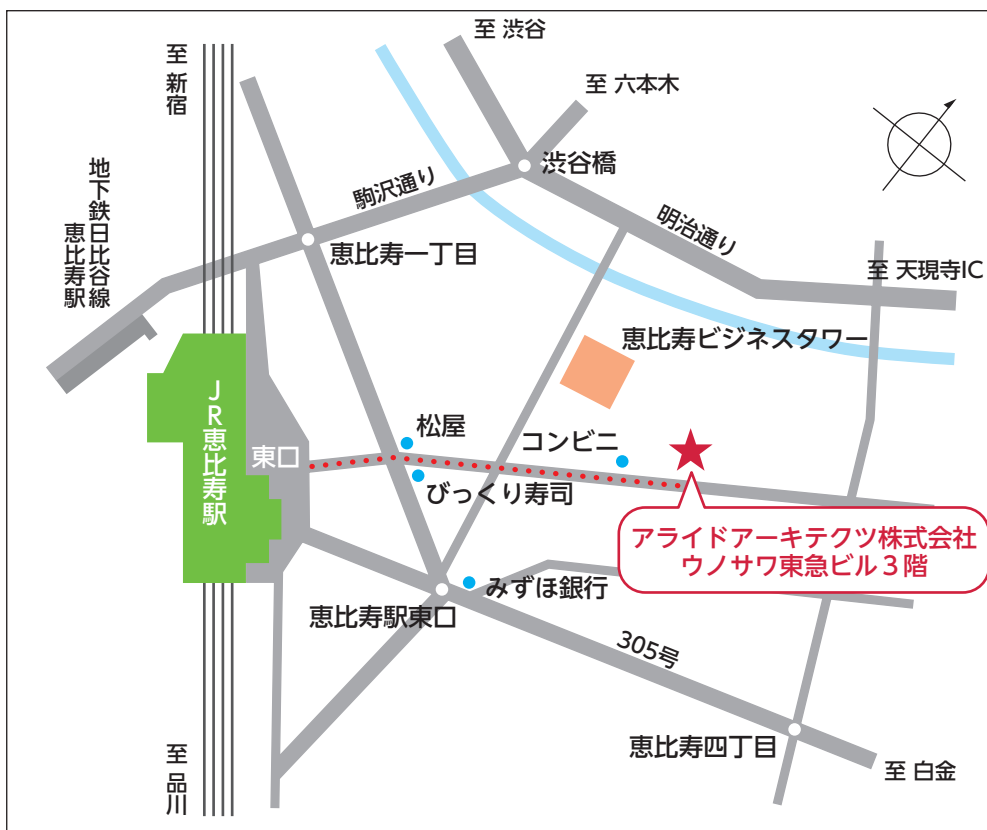 至 渋谷
至 新宿
至 六本木
渋谷橋
地下鉄日比谷線
恵比寿駅
駒沢通り
明治通り
恵比寿一丁目
至 天現寺IC
恵比寿ビジネスタワー
JR恵比寿駅
松屋
コンビニ
東口
びっくり寿司
アライドアーキテクツ株式会社
ウノサワ東急ビル3階
みずほ銀行
恵比寿駅東口
305号
恵比寿四丁目
至 品川
至 白金